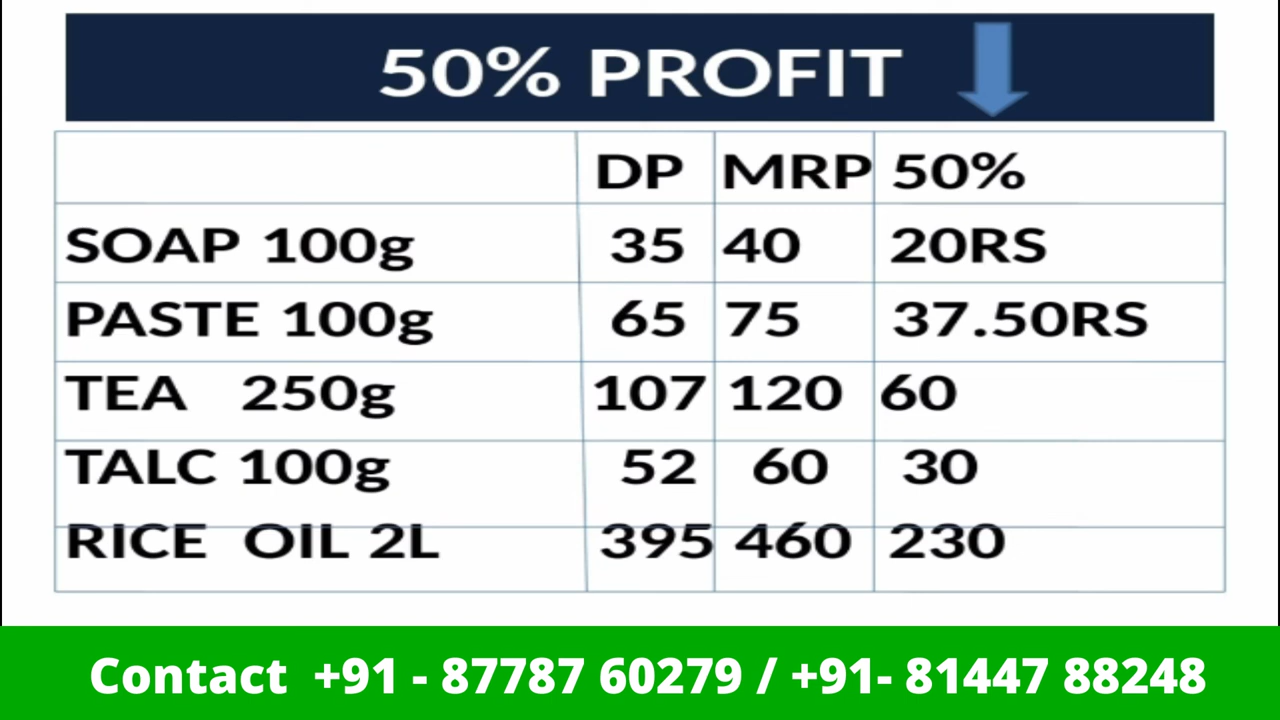 50% PROFIT
DP MRP 50%
SOAP 100g 35 40 20RS
PASTE 100g 65 75 37.50RS
TEA 250g 107 120 60
TALC 100g 52 60 30
RICE OIL 2L 395 460 230
Contact +91 - 87787 60279 / +91- 81447 88248